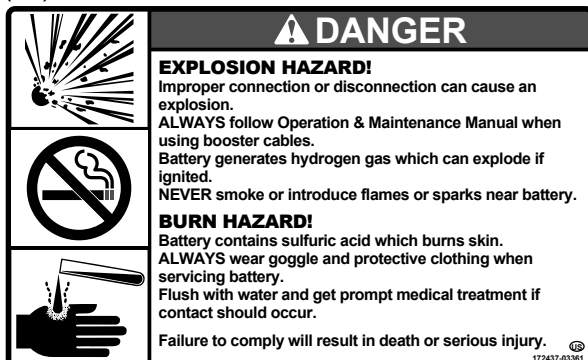 DANGER
EXPLOSION HAZARD!
Improper connection or disconnection can cause an
explosion.
ALWAYS follow Operation & Maintenance Manual when
using booster cables.
Battery generates hydrogen gas which can explode if
ignited.
NEVER smoke or introduce flames or sparks near battery.
BURN HAZARD!
Battery contains sulfuric acid which burns skin.
ALWAYS wear goggle and protective clothing when
servicing battery.
Flush with water and get prompt medical treatment if
contact should occur.
Failure to comply will result in death or serious injury.
US
172437-03361